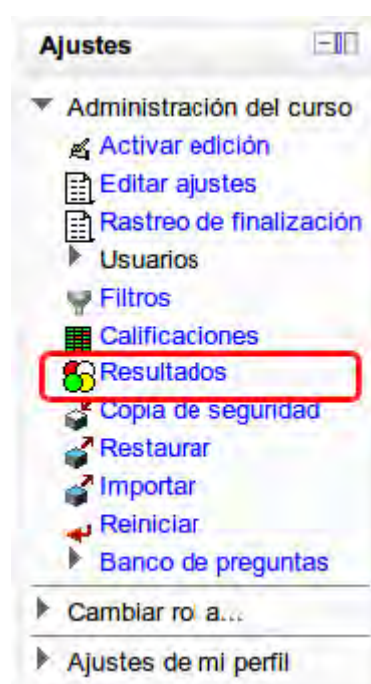 Ajustes
Administración del curso
Activar edición
Editar ajustes
Rastreo de finalización
Usuarios
Filtros
Calificaciones
Resultados
Copia de seguridad
Restaurar
Importar
Reiniciar
Banco de preguntas
Cambiar rol a...
Ajustes de mi perfil